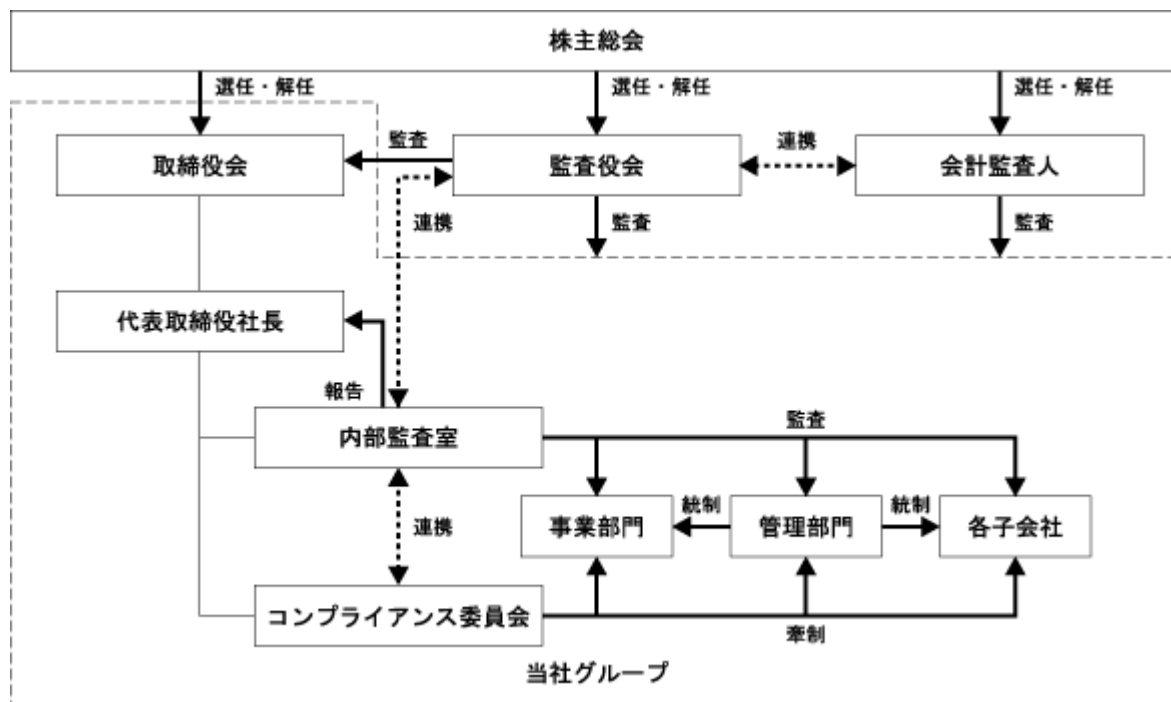 株主総会
選任・解任
選任・解任
選任・解任
取締役会
監査
監査役会
連携
会計監査人
連携
監査
監査
代表取締役社長
報告
内部監査室
監査
事業部門
統制
管理部門
統制
各子会社
連携
コンプライアンス委員会
牽制
当社グループ